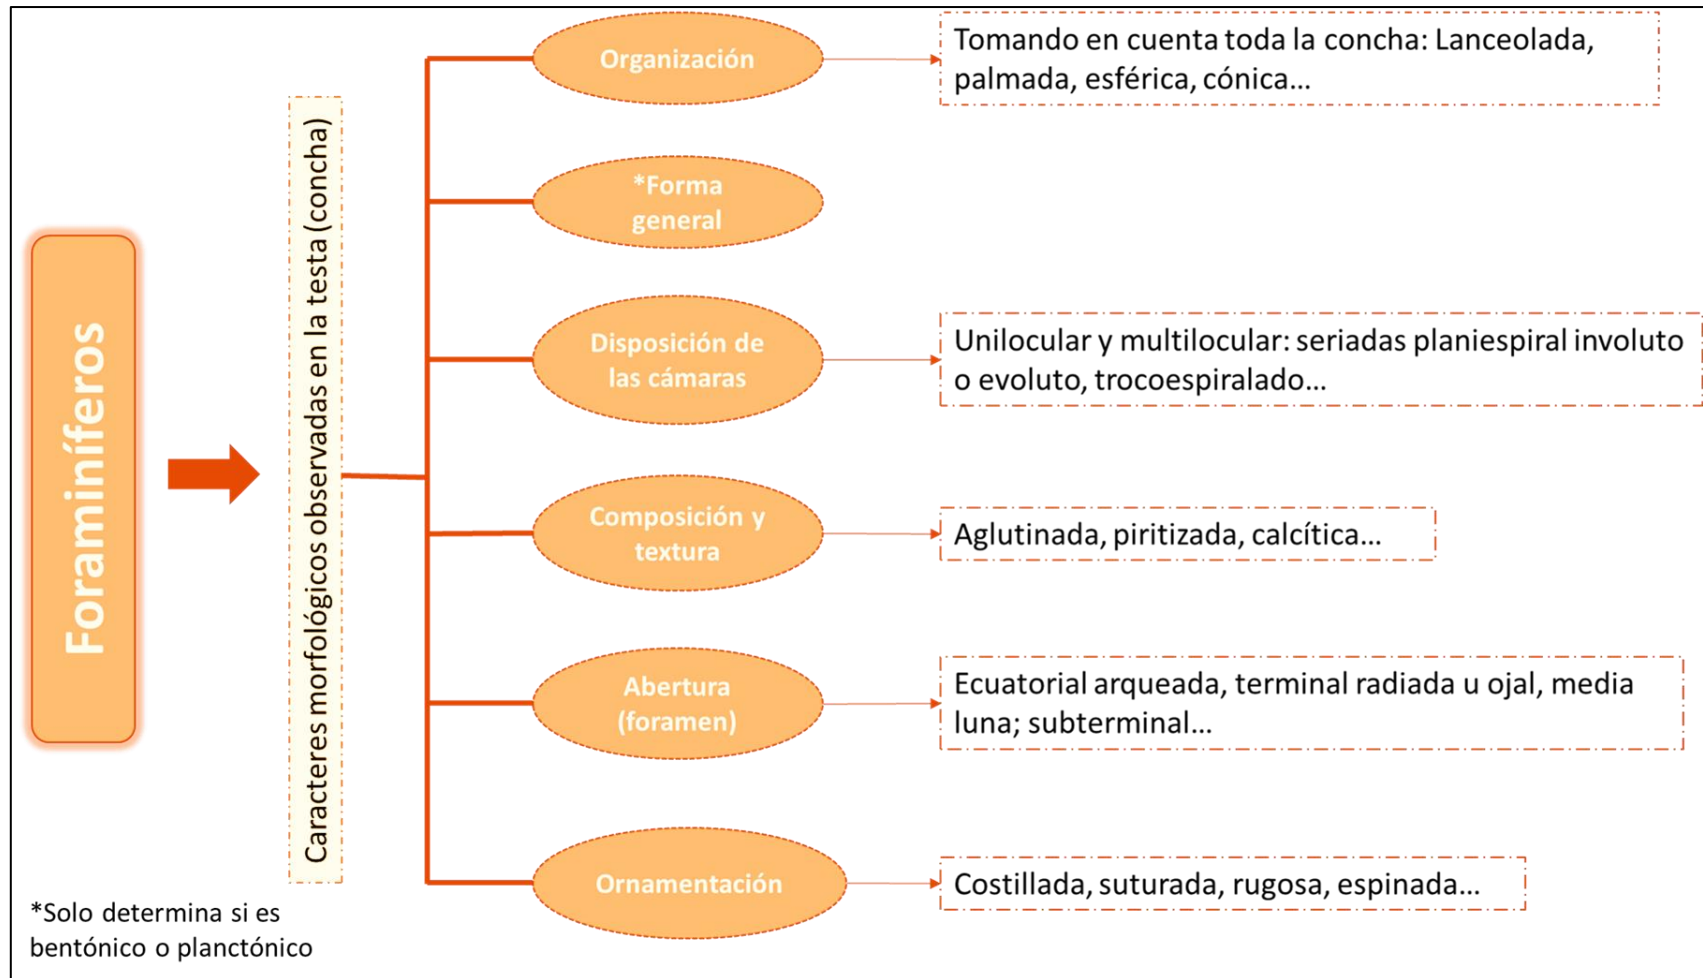 Foraminíferos
Caracteres morfológicos observadas en la testa (concha)
Organización
Tomando en cuenta toda la concha: Lanceolada,
palmada, esférica, cónica...
*Forma
general
Disposición de
las cámaras
Unilocular y multilocular: seriadas planiespiral involuto
o evoluto, trocoespiralado...
Composición y
textura
Aglutinada, piritizada, calcítica...
Abertura
(foramen)
Ecuatorial arqueada, terminal radiada u ojal, media
luna; subterminal...
Ornamentación
Costillada, suturada, rugosa, espinada...
*Solo determina si es
bentónico o planctónico